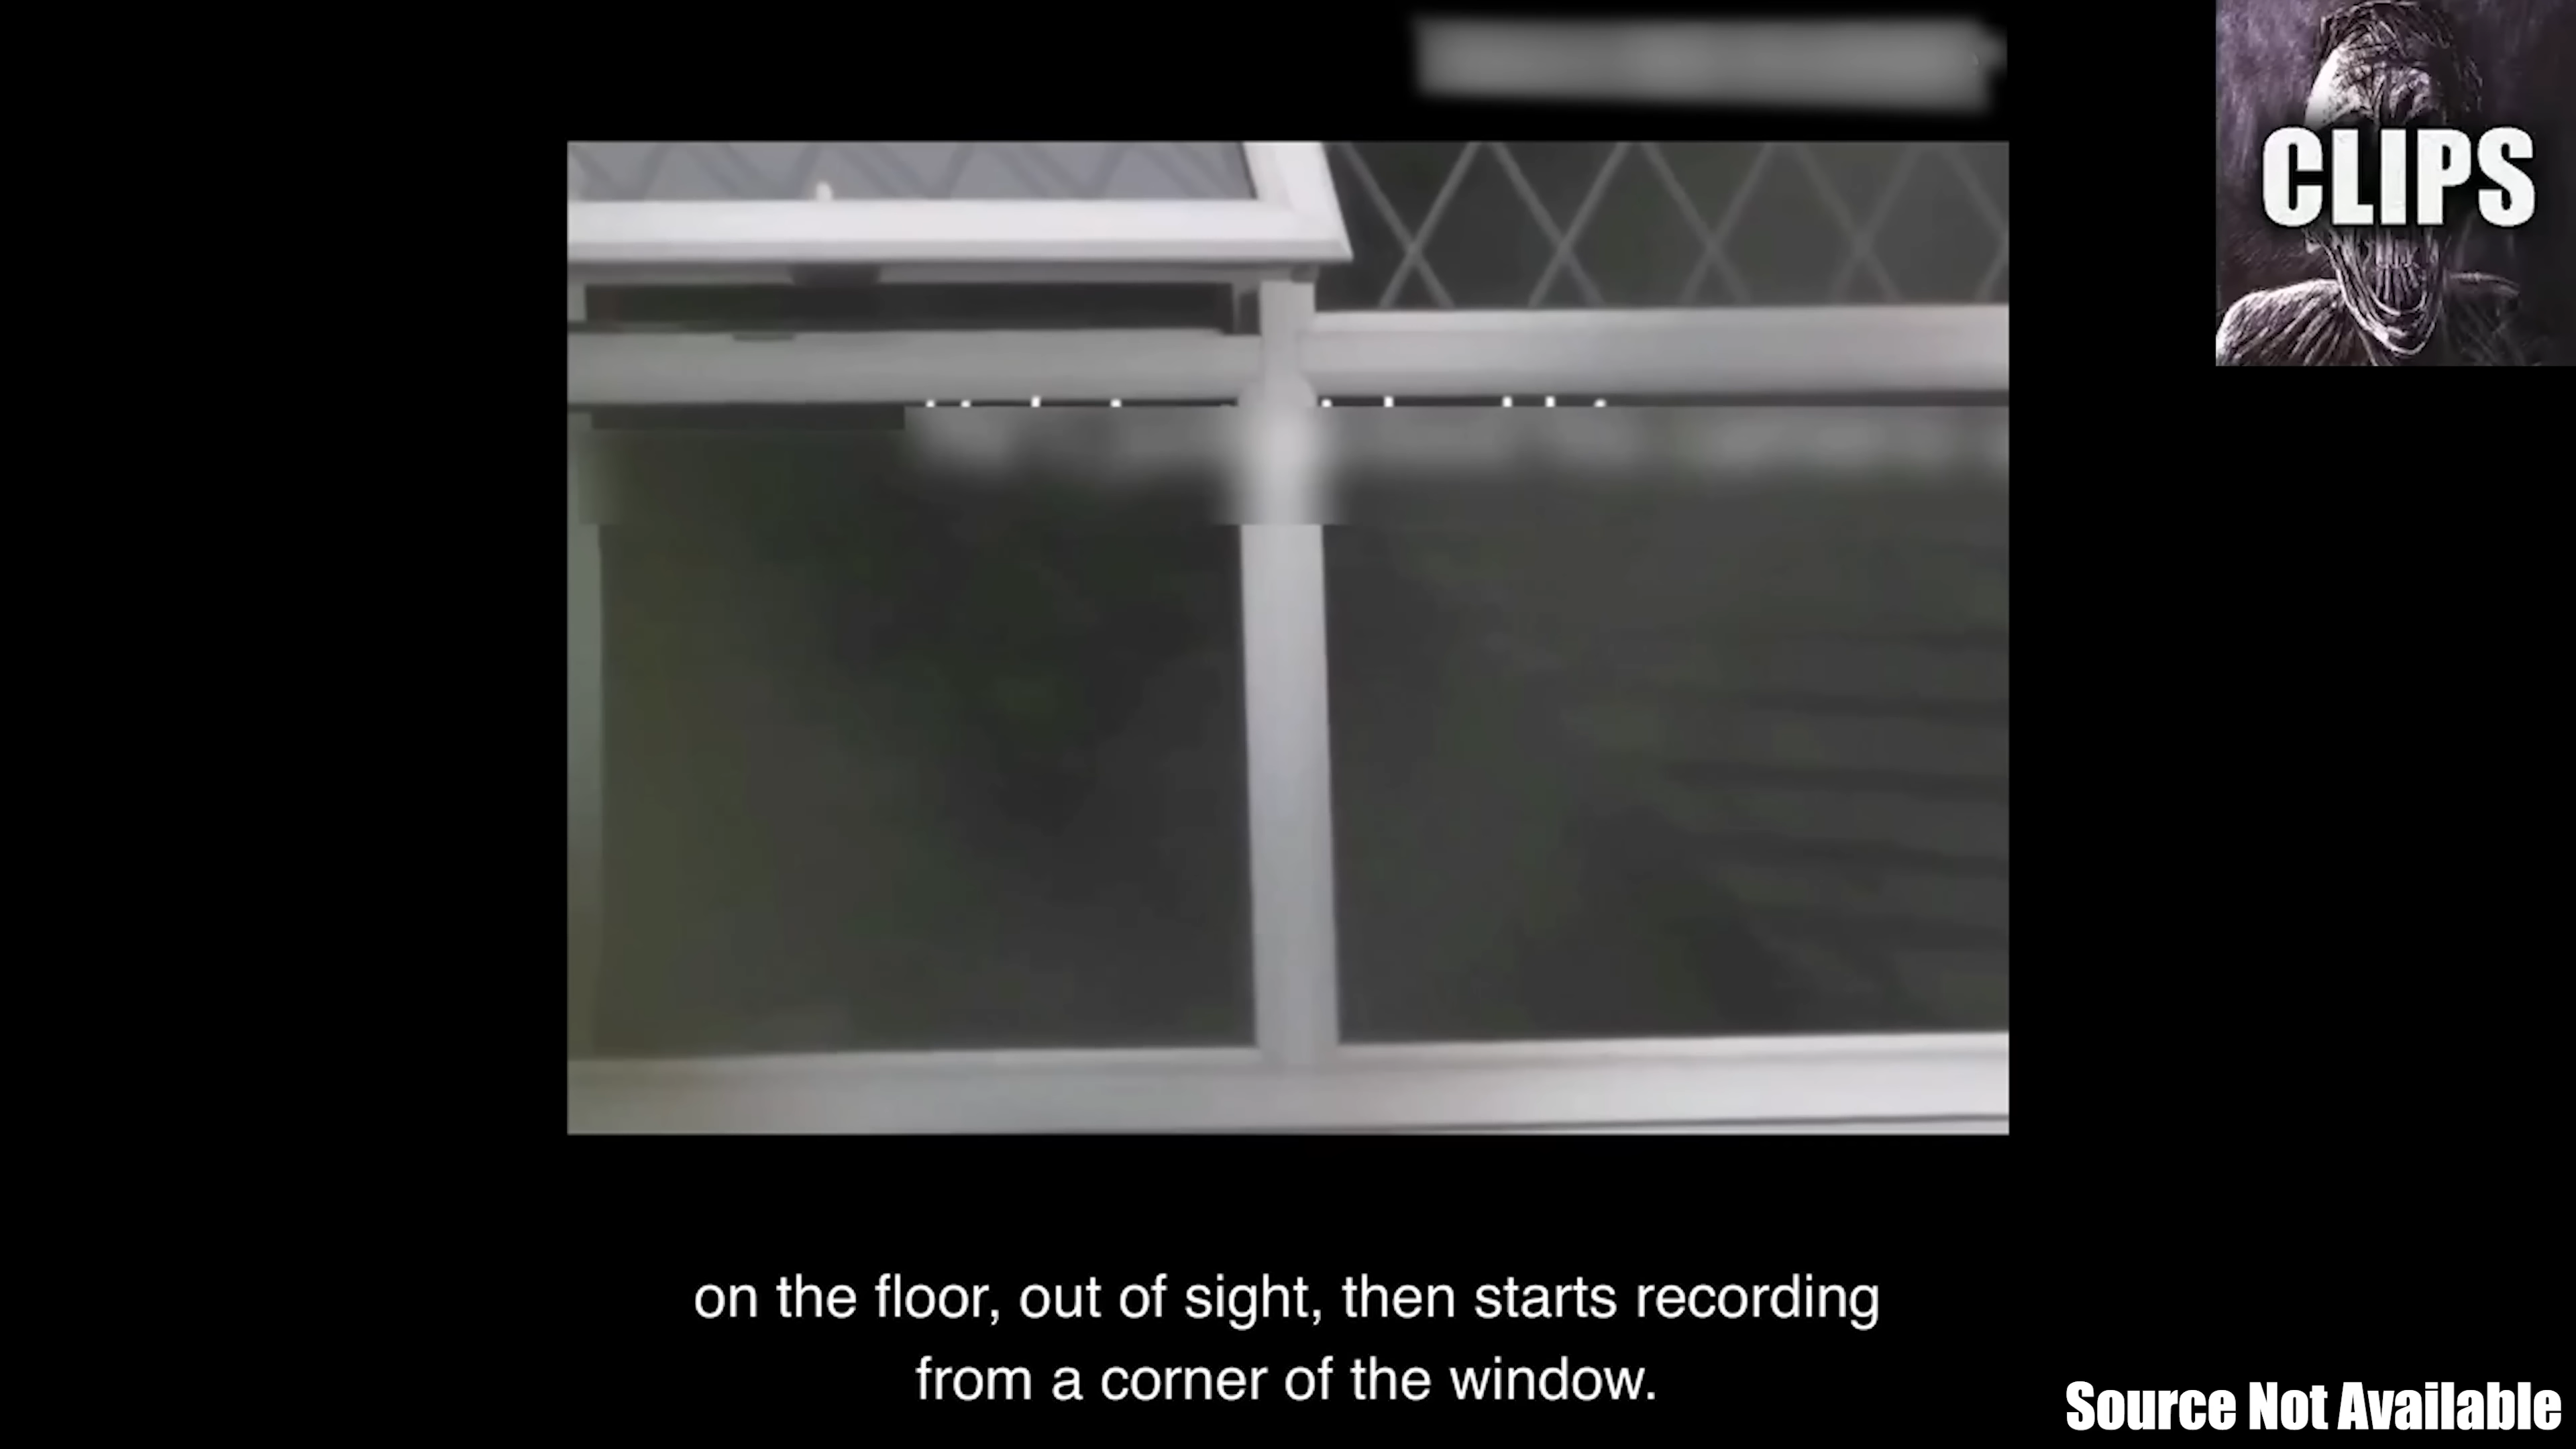 CLIPS
on the floor, out of sight, then starts recording
from a corner of the window.
Source Not Available